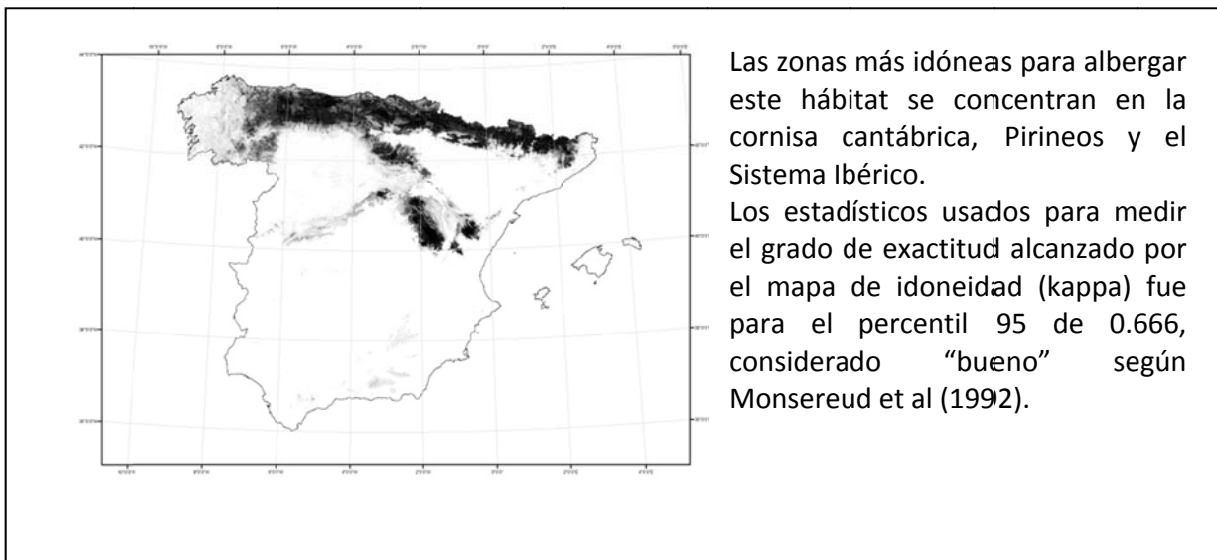 Las zonas más idóneas para albergar
este hábitat se concentran en la
cornisa cantábrica, Pirineos y el
Sistema Ibérico.
Los estadísticos usados para medir
el grado de exactitud alcanzado por
el mapa de idoneidad (kappa) fue
para el percentil 95 de 0.666,
considerado “bueno” según
Monsereud et al (1992).